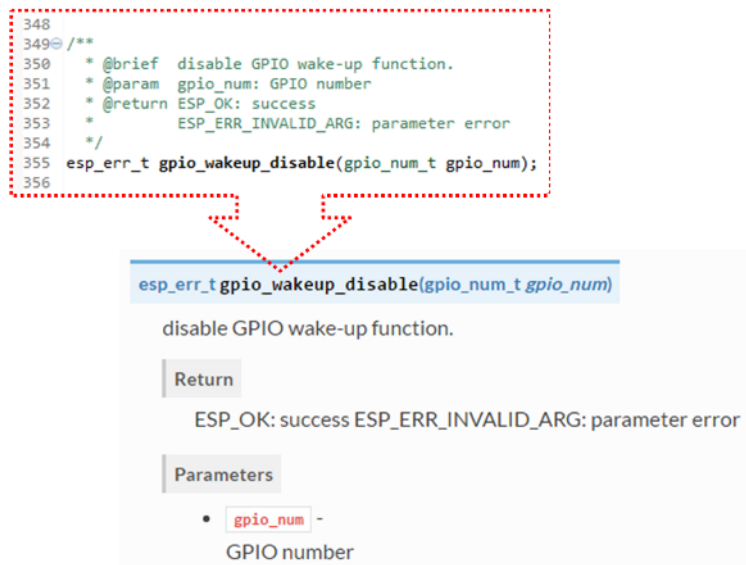 348
349 /**
350 * @brief disable GPIO wake-up function.
351 * @param gpio_num: GPIO number
352 * @return ESP_OK: success
353 * ESP_ERR_INVALID_ARG: parameter error
354 */
355 esp_err_t gpio_wakeup_disable(gpio_num_t gpio_num);
356
esp_err_t gpio_wakeup_disable(gpio_num_t gpio_num)
disable GPIO wake-up function.
Return
ESP_OK: success ESP_ERR_INVALID_ARG: parameter error
Parameters
• gpio_num -
GPIO number